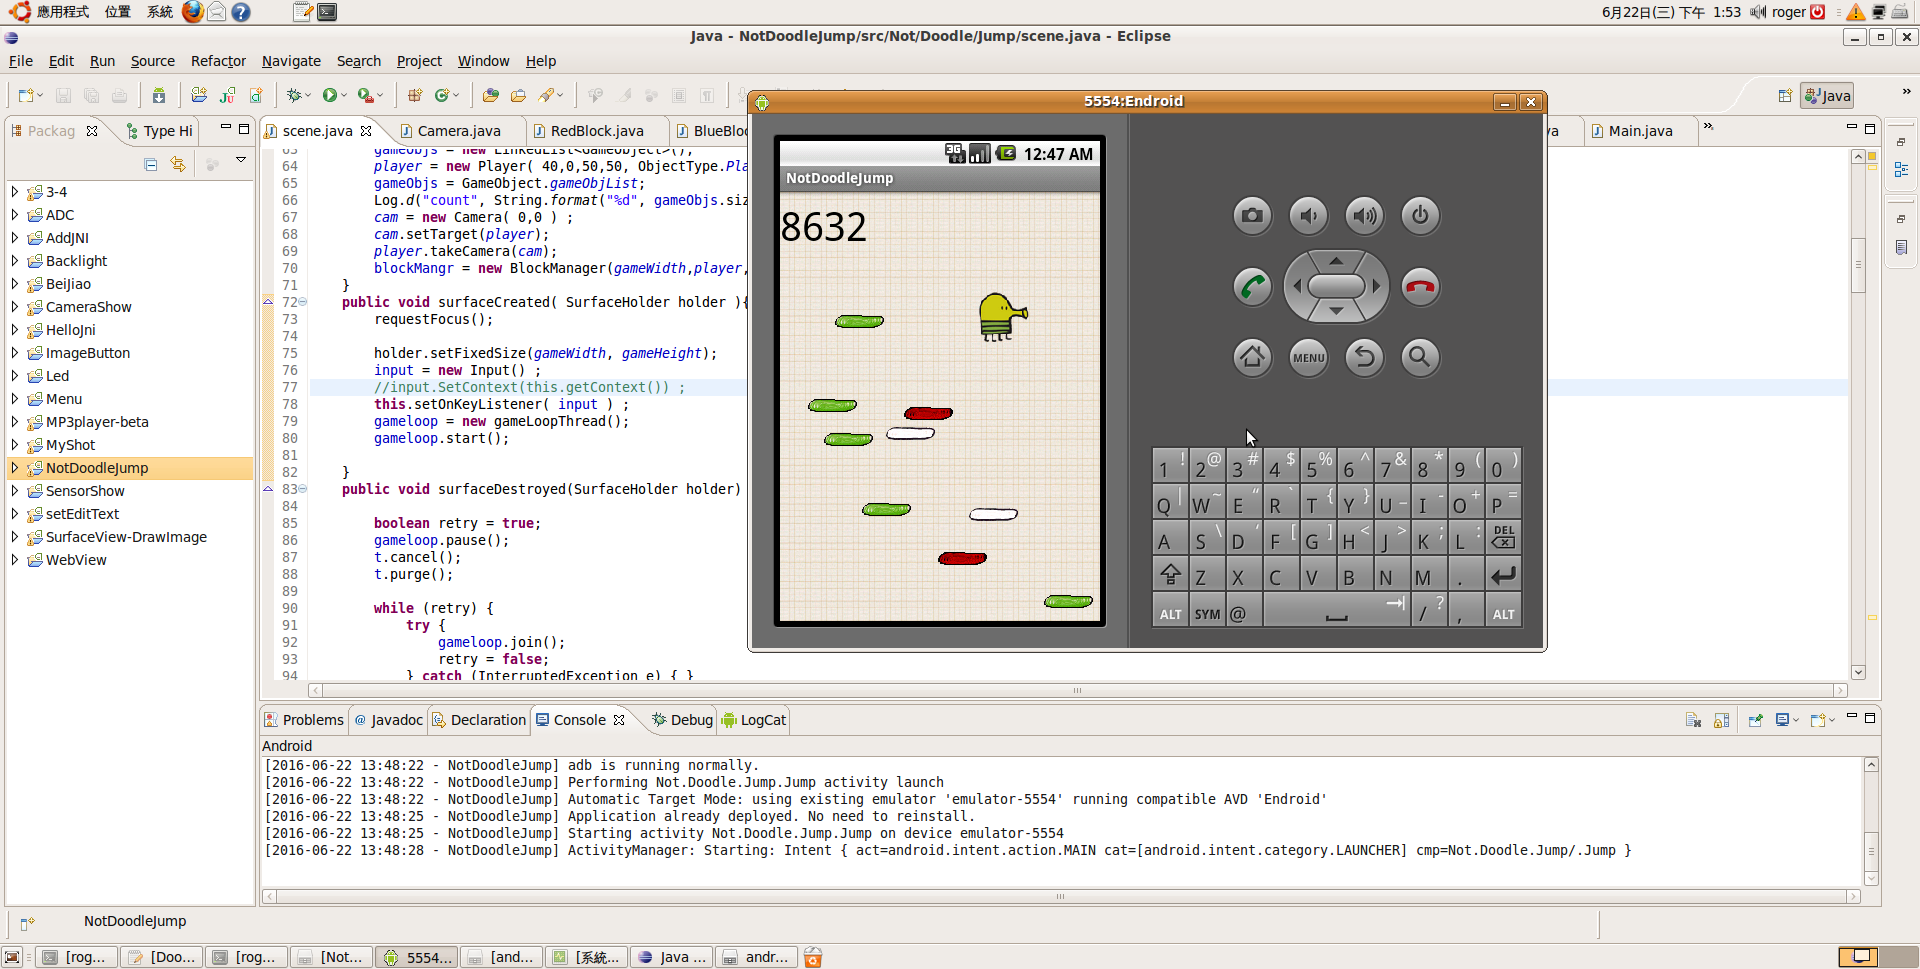 應用程式 位置 系統
6月22日(三) 下午 1:53 roger
Java - NotDoodleJump/src/Not/Doodle/Jump/scene.java - Eclipse
File Edit Run Source Refactor Navigate Search Project Window Help
Java
Packag Type Hi
3-4
ADC
AddJNI
Backlight
BeiJiao
CameraShow
HelloJni
ImageButton
Led
Menu
MP3player-beta
MyShot
NotDoodleJump
SensorShow
setEditText
SurfaceView-DrawImage
WebView
scene.java Camera.java RedBlock.java BlueBloc va Main.java
63 gameObjs = new LinkedList<GameObject>();
64 player = new Player( 40,0,50,50, ObjectType.Pla
65 gameObjs = GameObject.gameObjList;
66 Log.d("count", String.format("%d", gameObjs.siz
67 cam = new Camera( 0,0 ) ;
68 cam.setTarget(player);
69 player.takeCamera(cam);
70 blockMangr = new BlockManager(gameWidth,player,
71 }
72 public void surfaceCreated( SurfaceHolder holder ){
73 requestFocus();
74
75 holder.setFixedSize(gameWidth, gameHeight);
76 input = new Input() ;
77 //input.SetContext(this.getContext()) ;
78 this.setOnKeyListener( input ) ;
79 gameloop = new gameLoopThread();
80 gameloop.start();
81
82 }
83 public void surfaceDestroyed(SurfaceHolder holder)
84
85 boolean retry = true;
86 gameloop.pause();
87 t.cancel();
88 t.purge();
89
90 while (retry) {
91 try {
92 gameloop.join();
93 retry = false;
94 } catch (InterruptedException e) { }
5554:Endroid
3G 12:47 AM
NotDoodleJump
8632
MENU
1 ! 2 @ 3 # 4 $ 5 % 6 ^ 7 & 8 * 9 ( 0 )
Q | W ~ E “ R ` T { Y } U _ I - O + P =
A S \ D ‘ F [ G ] H < J > K ; L : DEL
Z X C V B N M .
ALT SYM @ / ? , ALT
Problems @ Javadoc Declaration Console Debug LogCat
Android
[2016-06-22 13:48:22 - NotDoodleJump] adb is running normally.
[2016-06-22 13:48:22 - NotDoodleJump] Performing Not.Doodle.Jump.Jump activity launch
[2016-06-22 13:48:22 - NotDoodleJump] Automatic Target Mode: using existing emulator 'emulator-5554' running compatible AVD 'Endroid'
[2016-06-22 13:48:25 - NotDoodleJump] Application already deployed. No need to reinstall.
[2016-06-22 13:48:25 - NotDoodleJump] Starting activity Not.Doodle.Jump.Jump on device emulator-5554
[2016-06-22 13:48:28 - NotDoodleJump] ActivityManager: Starting: Intent { act=android.intent.action.MAIN cat=[android.intent.category.LAUNCHER] cmp=Not.Doodle.Jump/.Jump }
NotDoodleJump
[rog... [Doo... [rog... [Not... 5554... [and... [系統... Java ... andr...